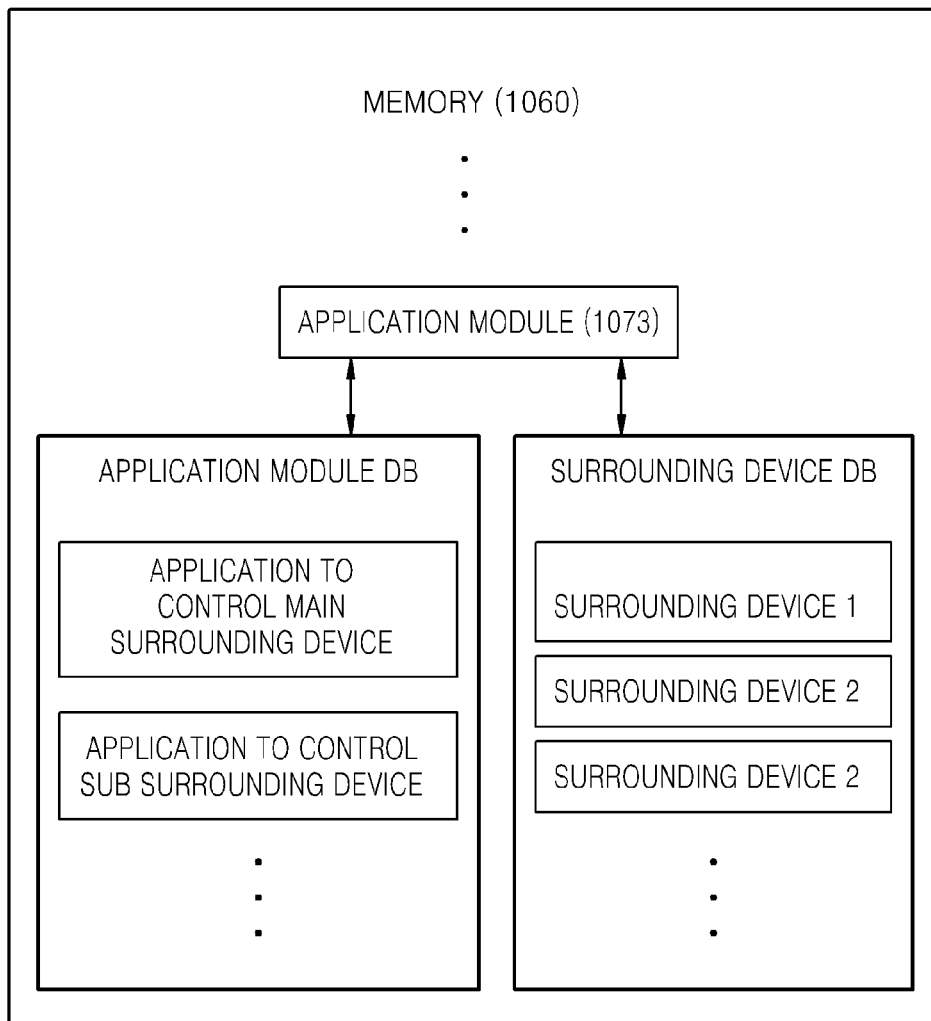 MEMORY (1060)
APPLICATION MODULE (1073)
APPLICATION MODULE DB
APPLICATION TO
CONTROL MAIN
SURROUNDING DEVICE
APPLICATION TO CONTROL
SUB SURROUNDING DEVICE
SURROUNDING DEVICE DB
SURROUNDING DEVICE 1
SURROUNDING DEVICE 2
SURROUNDING DEVICE 2